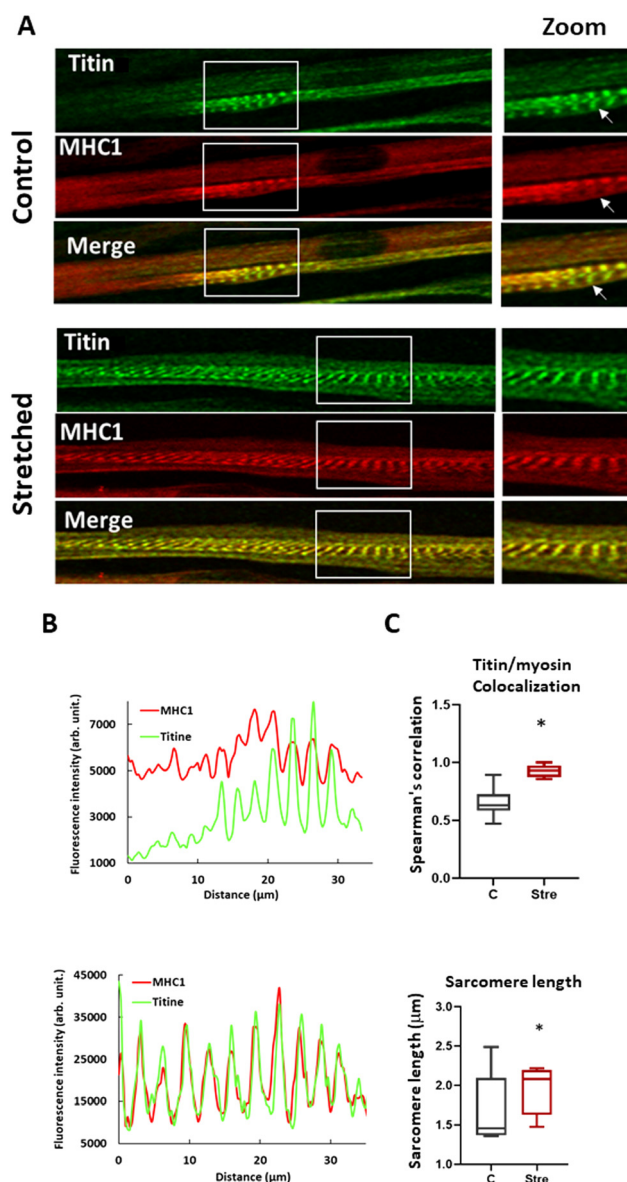 A
Zoom
Control
Titin
MHC1
Merge
Stretched
Titin
MHC1
Merge
B
C
Fluorescence intensity (arb. unit.)
7000
5000
3000
1000
MHC1
Titine
0 10 20 30
Distance (µm)
Titin/myosin
Colocalization
Spearman's correlation
1.5
1.0
0.5
0.0
*
C Stre
Fluorescence intensity (arb. unit.)
45000
35000
25000
15000
5000
MHC1
Titine
0 10 20 30
Distance (µm)
Sarcomere length
Sarcomere length (µm)
3.0
2.5
2.0
1.5
1.0
*
C Stre